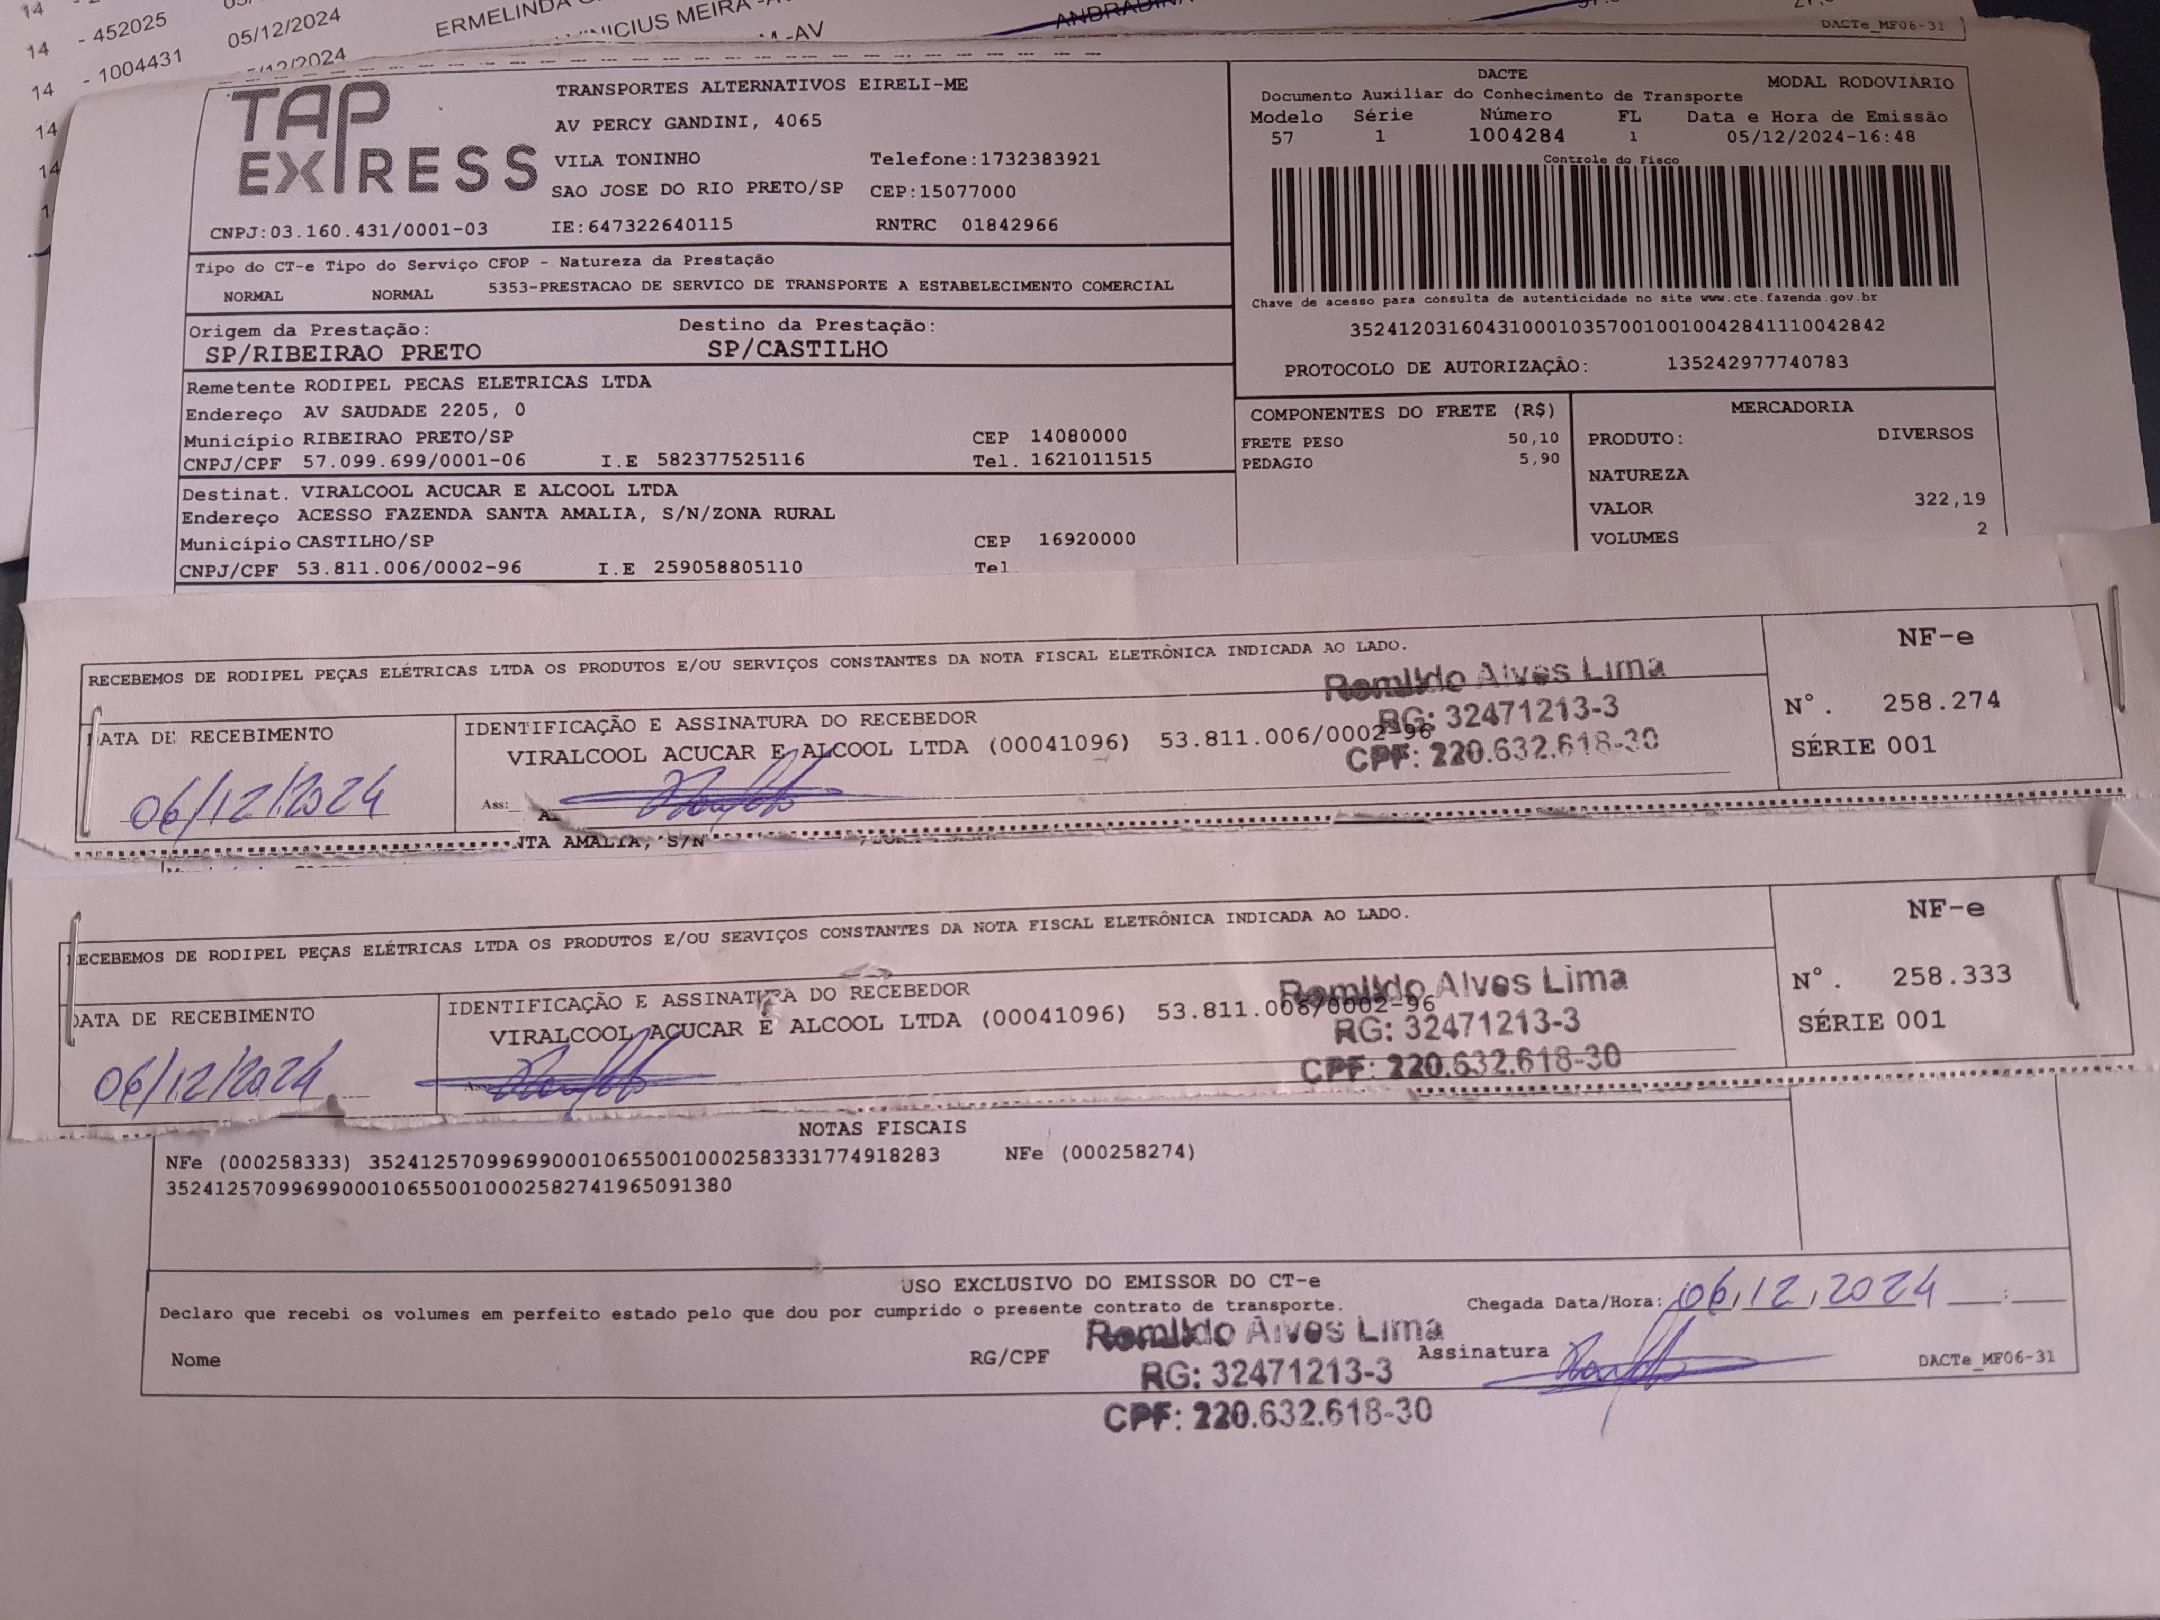 14 - 452025
ERMELINDA
14 - 1004431 05/12/2024 VINICIUS MEIRA
ANDRADINA
14
-AV
DACTe_MF06-31
TAP EXPRESS
TRANSPORTES ALTERNATIVOS EIRELI-ME
AV PERCY GANDINI, 4065
VILA TONINHO Telefone:1732383921
SAO JOSE DO RIO PRETO/SP CEP:15077000
CNPJ:03.160.431/0001-03 IE:647322640115 RNTRC 01842966
DACTE MODAL RODOVIÁRIO
Documento Auxiliar do Conhecimento de Transporte
Modelo Série Número FL Data e Hora de Emissão
57 1 1004284 1 05/12/2024-16:48
Controle do Fisco
Chave de acesso para consulta de autenticidade no site www.cte.fazenda.gov.br
35241203160431000103570010010042841110042842
PROTOCOLO DE AUTORIZAÇÃO: 135242977740783
Tipo do CT-e Tipo do Serviço CFOP - Natureza da Prestação
NORMAL NORMAL 5353-PRESTACAO DE SERVICO DE TRANSPORTE A ESTABELECIMENTO COMERCIAL
Origem da Prestação: Destino da Prestação:
SP/RIBEIRAO PRETO SP/CASTILHO
Remetente RODIPEL PECAS ELETRICAS LTDA
Endereço AV SAUDADE 2205, 0
Município RIBEIRAO PRETO/SP CEP 14080000
CNPJ/CPF 57.099.699/0001-06 I.E 582377525116 Tel. 1621011515
Destinat. VIRALCOOL ACUCAR E ALCOOL LTDA
Endereço ACESSO FAZENDA SANTA AMALIA, S/N/ZONA RURAL
Município CASTILHO/SP CEP 16920000
CNPJ/CPF 53.811.006/0002-96 I.E 259058805110 Tel
COMPONENTES DO FRETE (R$)
FRETE PESO 50,10
PEDAGIO 5,90
MERCADORIA
PRODUTO: DIVERSOS
NATUREZA
VALOR 322,19
VOLUMES 2
RECEBEMOS DE RODIPEL PEÇAS ELÉTRICAS LTDA OS PRODUTOS E/OU SERVIÇOS CONSTANTES DA NOTA FISCAL ELETRÔNICA INDICADA AO LADO.
NF-e
Nº. 258.274
SÉRIE 001
DATA DE RECEBIMENTO
06/12/2024
IDENTIFICAÇÃO E ASSINATURA DO RECEBEDOR
VIRALCOOL ACUCAR E ALCOOL LTDA (00041096) 53.811.006/0002-96
Ass:
Romildo Alves Lima
RG: 32471213-3
CPF: 220.632.618-30
NTA AMALIA, S/N
RECEBEMOS DE RODIPEL PEÇAS ELÉTRICAS LTDA OS PRODUTOS E/OU SERVIÇOS CONSTANTES DA NOTA FISCAL ELETRÔNICA INDICADA AO LADO.
NF-e
Nº. 258.333
SÉRIE 001
DATA DE RECEBIMENTO
06/12/2024
IDENTIFICAÇÃO E ASSINATURA DO RECEBEDOR
VIRALCOOL ACUCAR E ALCOOL LTDA (00041096) 53.811.006/0002-96
Romildo Alves Lima
RG: 32471213-3
CPF: 220.632.618-30
NOTAS FISCAIS
NFe (000258333) 35241257099699000106550010002583331774918283 NFe (000258274)
35241257099699000106550010002582741965091380
USO EXCLUSIVO DO EMISSOR DO CT-e
Declaro que recebi os volumes em perfeito estado pelo que dou por cumprido o presente contrato de transporte. Chegada Data/Hora: 06,12,2024 :
Nome RG/CPF Assinatura
Romildo Alves Lima
RG: 32471213-3
CPF: 220.632.618-30
DACTe_MF06-31